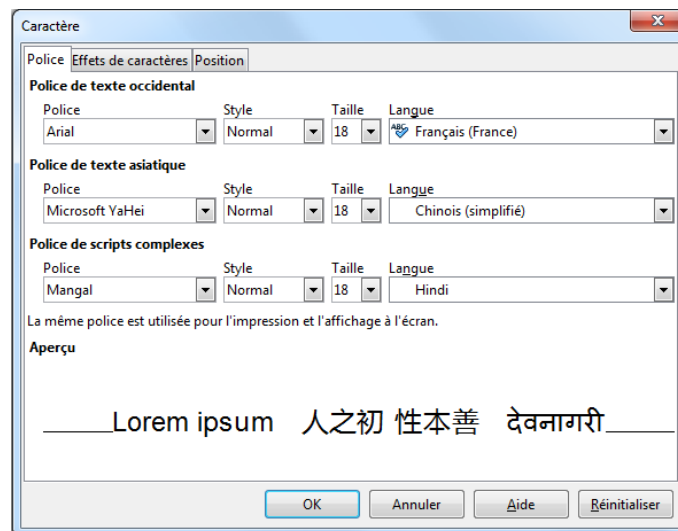 Caractère
Police Effets de caractères Position
Police de texte occidental
Police Style Taille Langue
Arial Normal 18 ABC Français (France)
Police de texte asiatique
Police Style Taille Langue
Microsoft YaHei Normal 18 Chinois (simplifié)
Police de scripts complexes
Police Style Taille Langue
Mangal Normal 18 Hindi
La même police est utilisée pour l'impression et l'affichage à l'écran.
Aperçu
Lorem ipsum 人之初 性本善 देवनागरी
OK Annuler Aide Réinitialiser